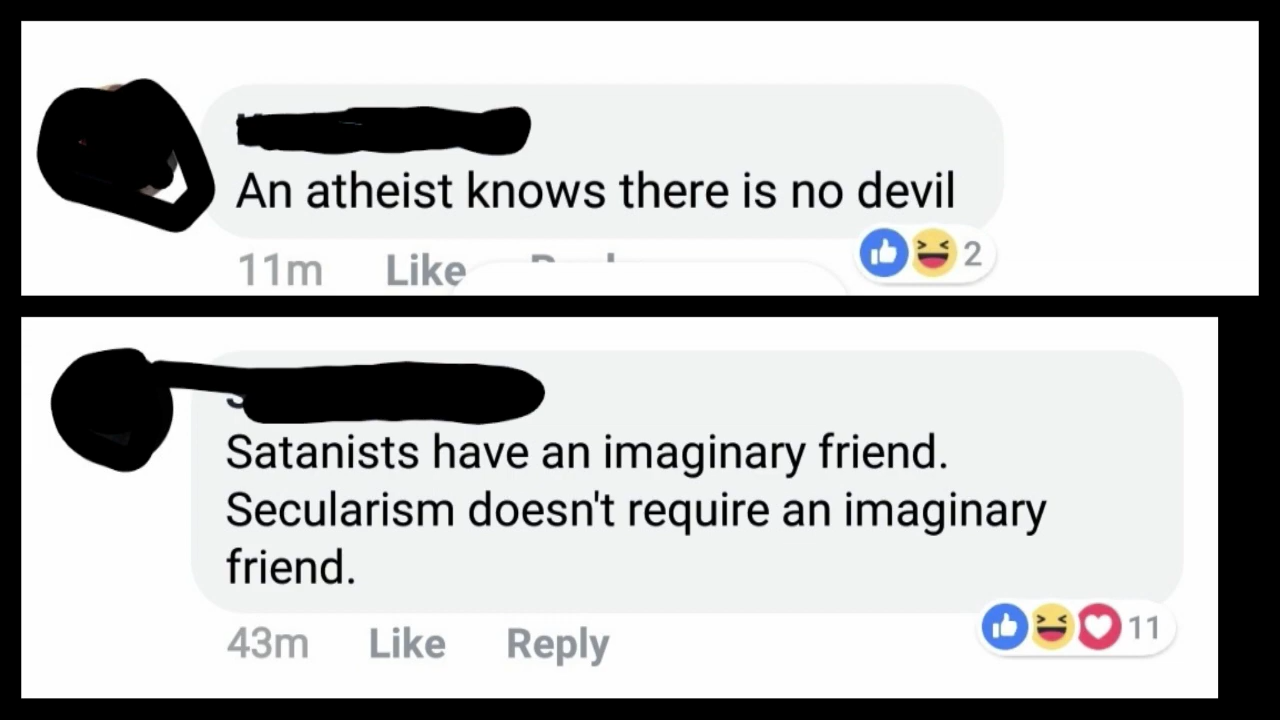 An atheist knows there is no devil
11m Like
2
Satanists have an imaginary friend.
Secularism doesn't require an imaginary
friend.
43m Like Reply
11